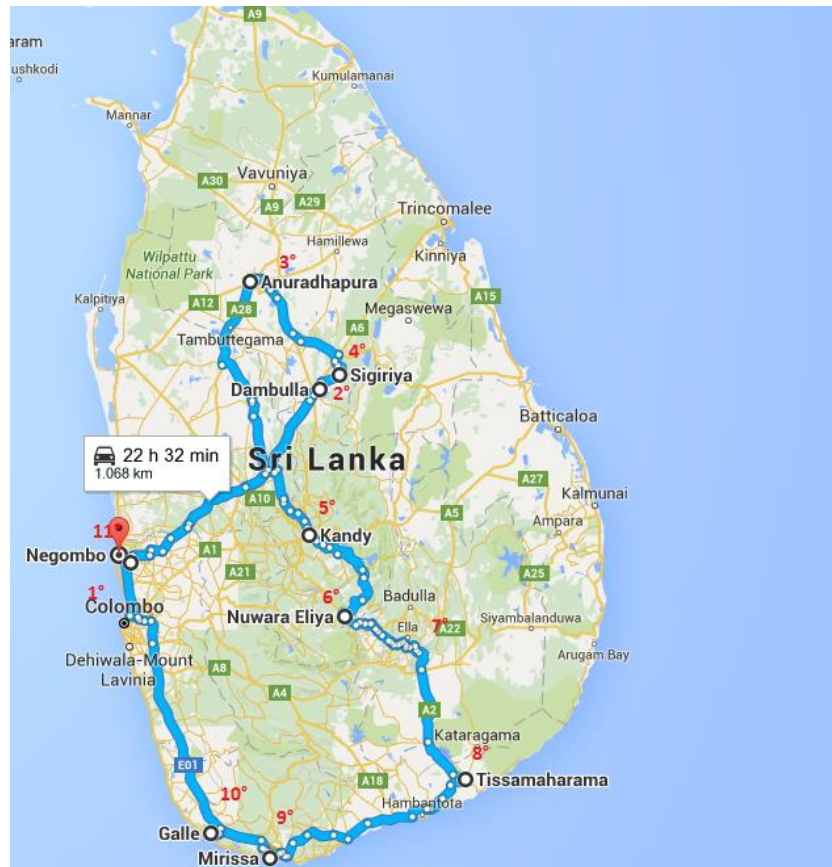 A9
aram
ushkodi
Kumulamanai
Mannar
Vavuniya
A30
A9
A29
Trincomalee
Hamillewa
Kinniya
Wilpattu
National Park
3°
Anuradhapura
Kalpitiya
A12
A28
A15
Megaswewa
Tambuttegama
A6
4°
Sigiriya
Dambulla
2°
Batticaloa
22 h 32 min
1.068 km
Sri Lanka
A27
A10
Kalmunai
5°
A5
11°
Kandy
Ampara
Negombo
A1
A21
A25
1°
6°
Badulla
Colombo
Nuwara Eliya
Ella
7°
A22
Siyambalanduwa
Dehiwala-Mount
Lavinia
A8
Arugam Bay
A4
A2
Kataragama
8°
E01
A18
Tissamaharama
10°
9°
Hambantota
Galle
Mirissa